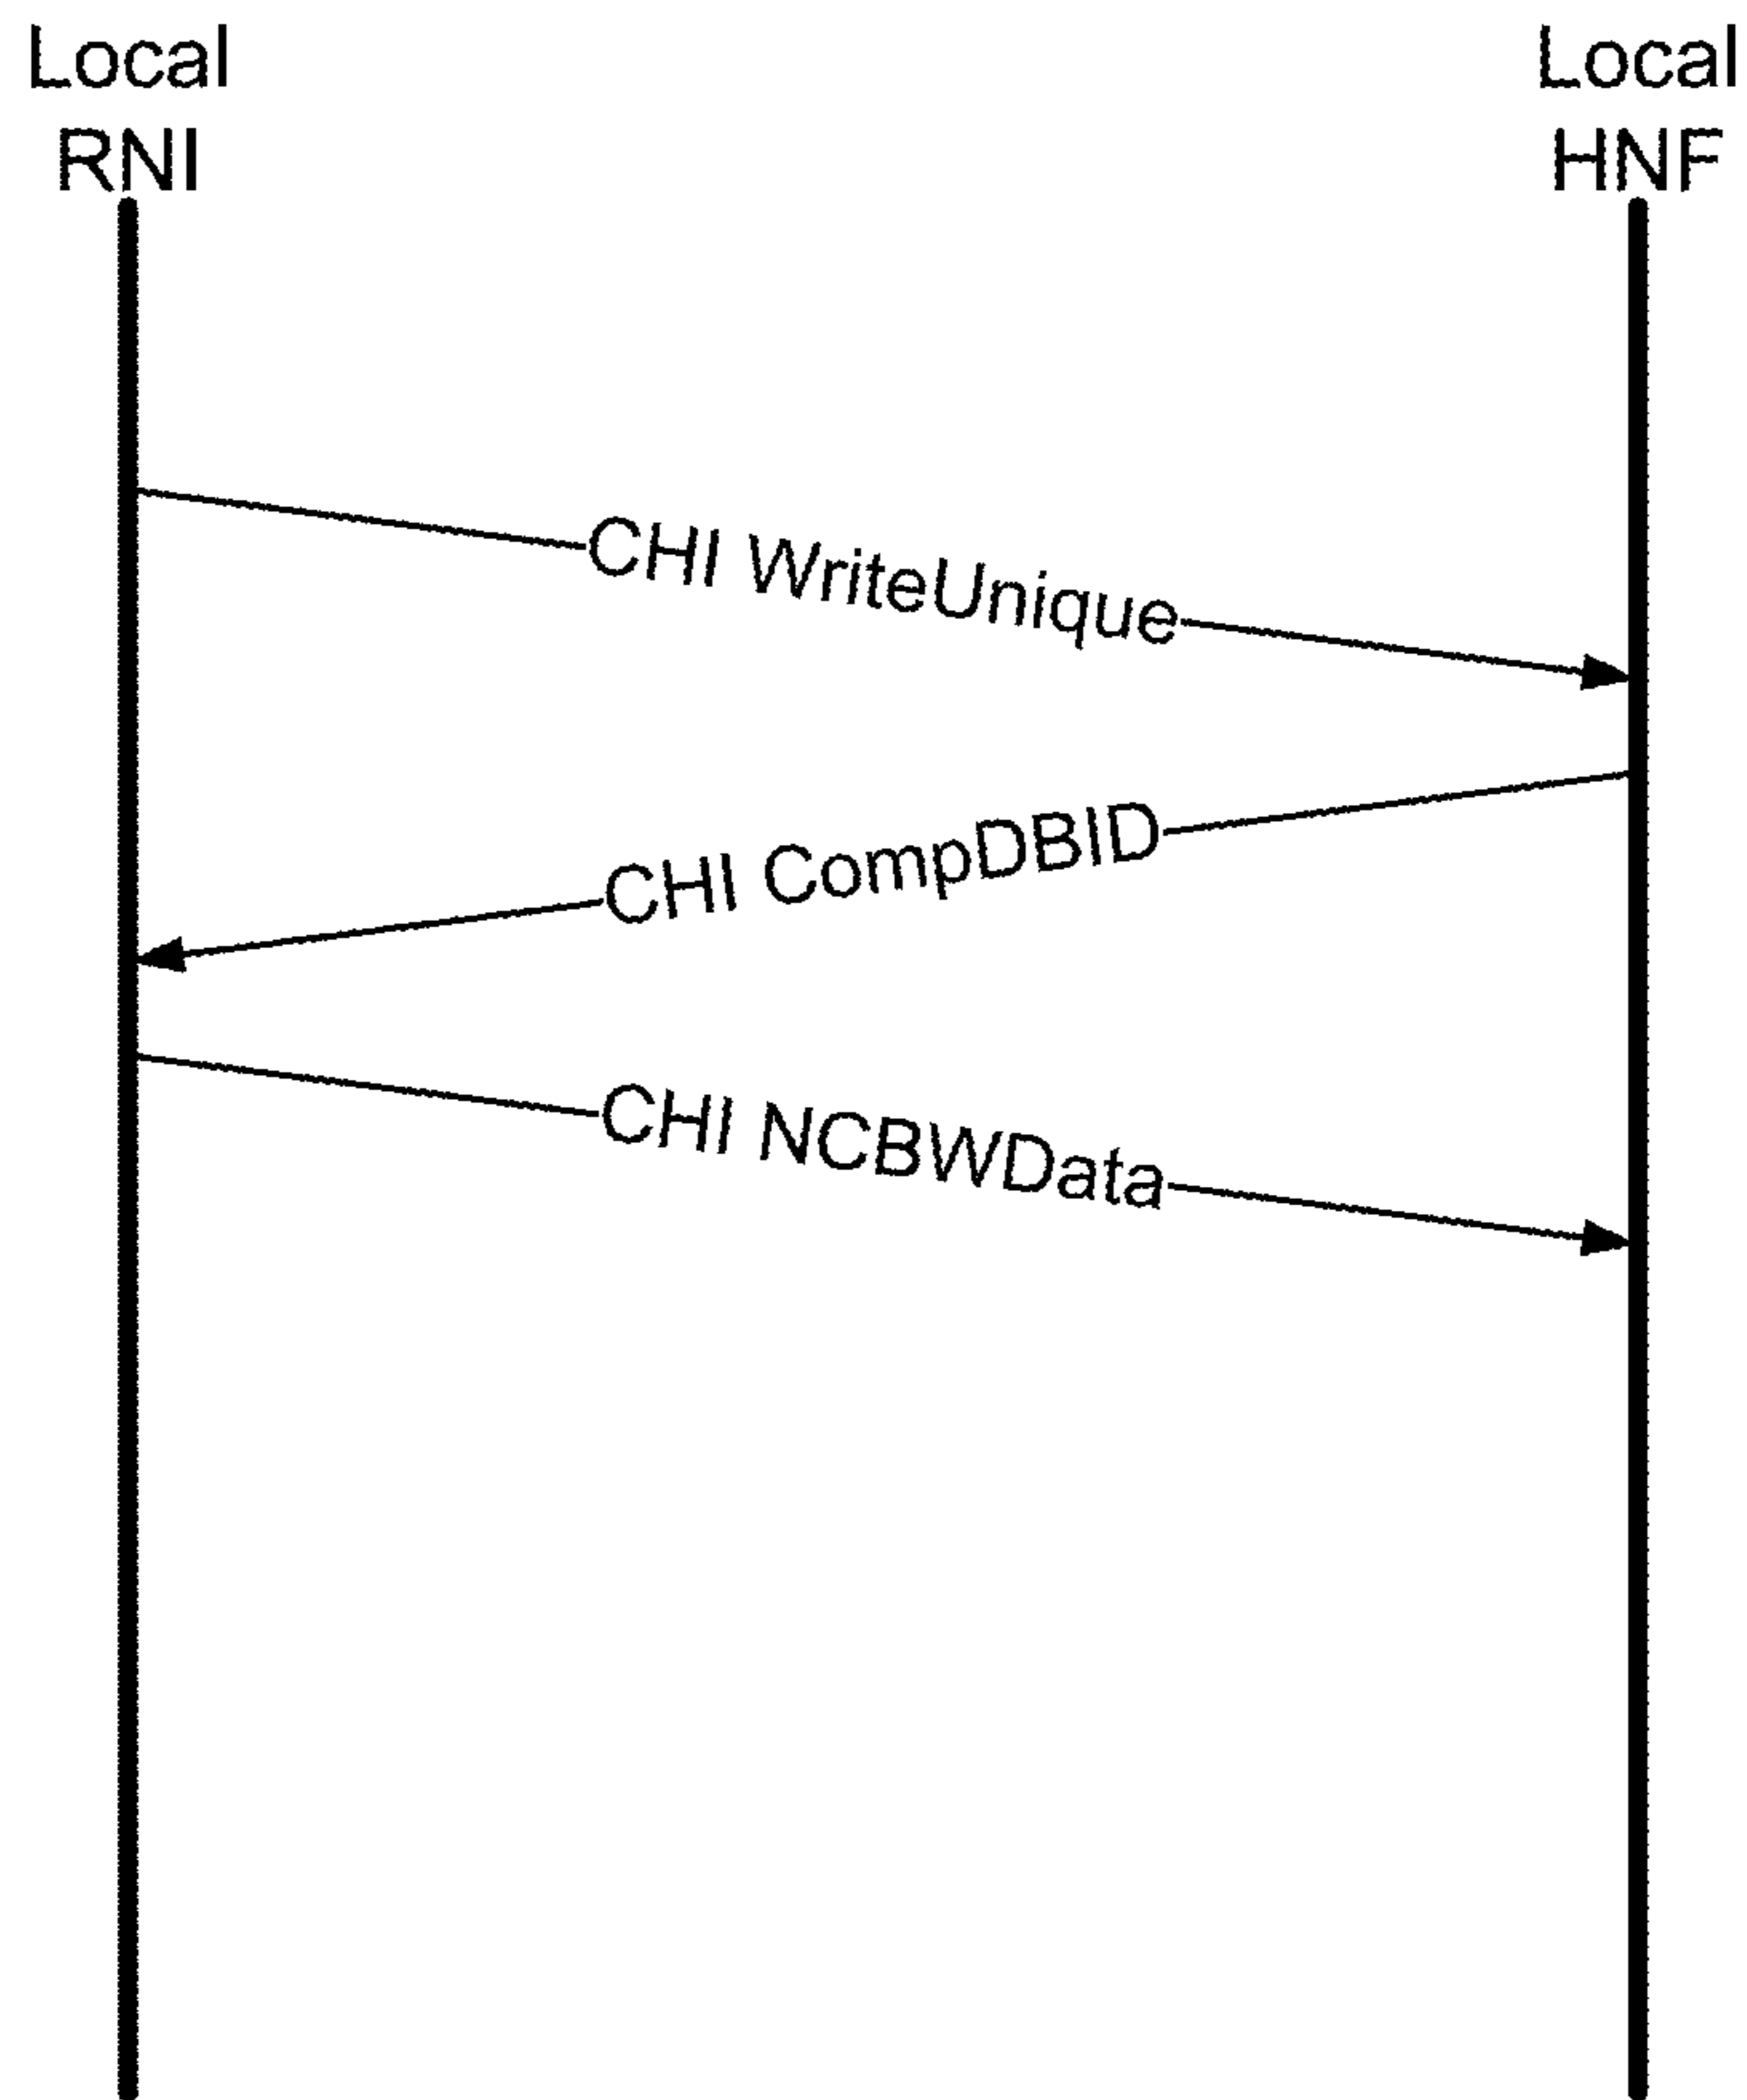 Local
RNI
Local
HNF
CHI WriteUnique
CHI CompDBID
CHI NCBWData